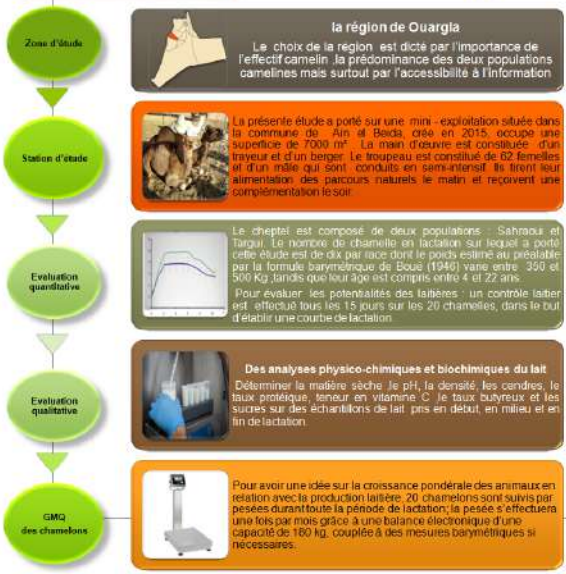 Zone d'étude
la région de Ouargla
Le choix de la région est dicté par l'importance de
l'effectif camelin ,la prédominance des deux populations
camelines mais surtout par l'accessibilité à l'information
Station d'étude
La présente étude a porté sur une mini - exploitation située dans
la commune de Ain el Beida, crée en 2015, occupe une
superficie de 7000 m² La main d'œuvre est constituée d'un
trayeur et d'un berger. Le troupeau est constitué de 62 femelles
et d'un mâle qui sont conduits en semi-intensif. Ils tirent leur
alimentation des parcours naturels le matin et reçoivent une
complémentation le soir.
Evaluation
quantitative
Le cheptel est composé de deux populations : Sahraoui et
Targui. Le nombre de chamelle en lactation sur lequel a porté
cette étude est de dix par race dont le poids estimé au préalable
par la formule barymétrique de Boué (1946) varie entre 350 et
500 Kg ,tandis que leur âge est compris entre 4 et 22 ans.
Pour évaluer les potentialités des laitières : un contrôle laitier
est effectué tous les 15 jours sur les 20 chamelles, dans le but
d'établir une courbe de lactation.
Evaluation
qualitative
Des analyses physico-chimiques et biochimiques du lait
Déterminer la matière sèche ,le pH, la densité, les cendres, le
taux protéique, teneur en vitamine C ,le taux butyreux et les
sucres sur des échantillons de lait pris en début, en milieu et en
fin de lactation.
GMQ
des chamelons
Pour avoir une idée sur la croissance pondérale des animaux en
relation avec la production laitière, 20 chamelons sont suivis par
pesées durant toute la période de lactation; la pesée s'effectuera
une fois par mois grâce à une balance électronique d'une
capacité de 180 kg, couplée à des mesures barymétriques si
nécessaires.